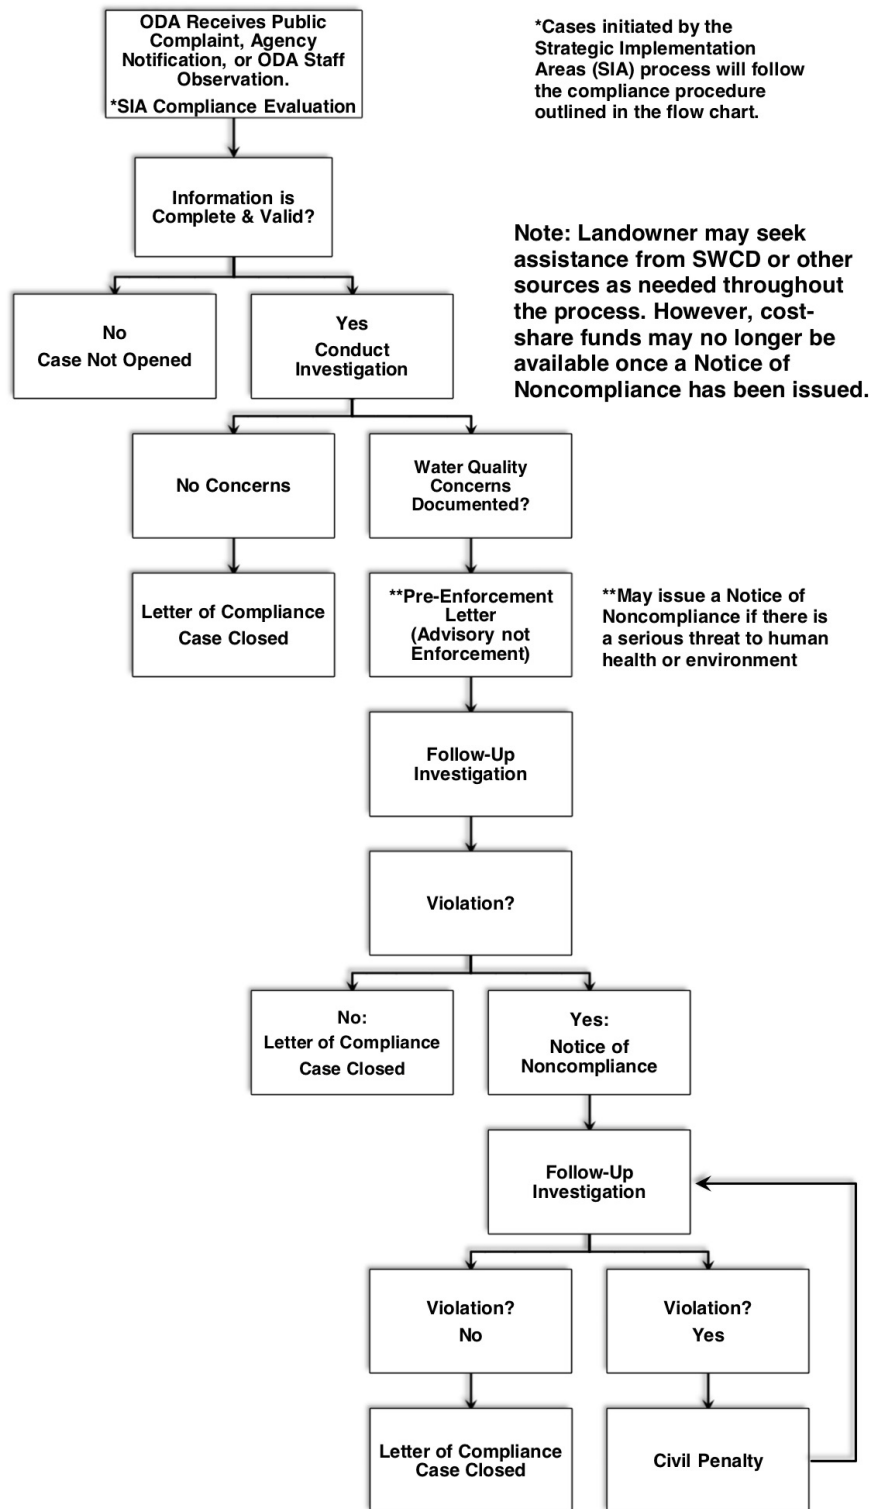 ODA Receives Public
Complaint, Agency
Notification, or ODA Staff
Observation.
*SIA Compliance Evaluation
*Cases initiated by the
Strategic Implementation
Areas (SIA) process will follow
the compliance procedure
outlined in the flow chart.
Information is
Complete & Valid?
Note: Landowner may seek
assistance from SWCD or other
sources as needed throughout
the process. However, cost-
share funds may no longer be
available once a Notice of
Noncompliance has been issued.
No
Case Not Opened
Yes
Conduct
Investigation
No Concerns
Water Quality
Concerns
Documented?
Letter of Compliance
Case Closed
**Pre-Enforcement
Letter
(Advisory not
Enforcement)
**May issue a Notice of
Noncompliance if there is
a serious threat to human
health or environment
Follow-Up
Investigation
Violation?
No:
Letter of Compliance
Case Closed
Yes:
Notice of
Noncompliance
Follow-Up
Investigation
Violation?
No
Violation?
Yes
Letter of Compliance
Case Closed
Civil Penalty